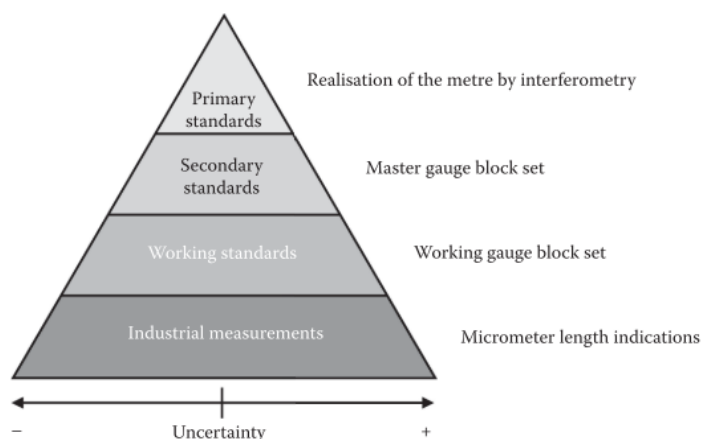 Realisation of the metre by interferometry
Primary
standards
Secondary
standards
Master gauge block set
Working standards
Working gauge block set
Industrial measurements
Micrometer length indications
– Uncertainty +